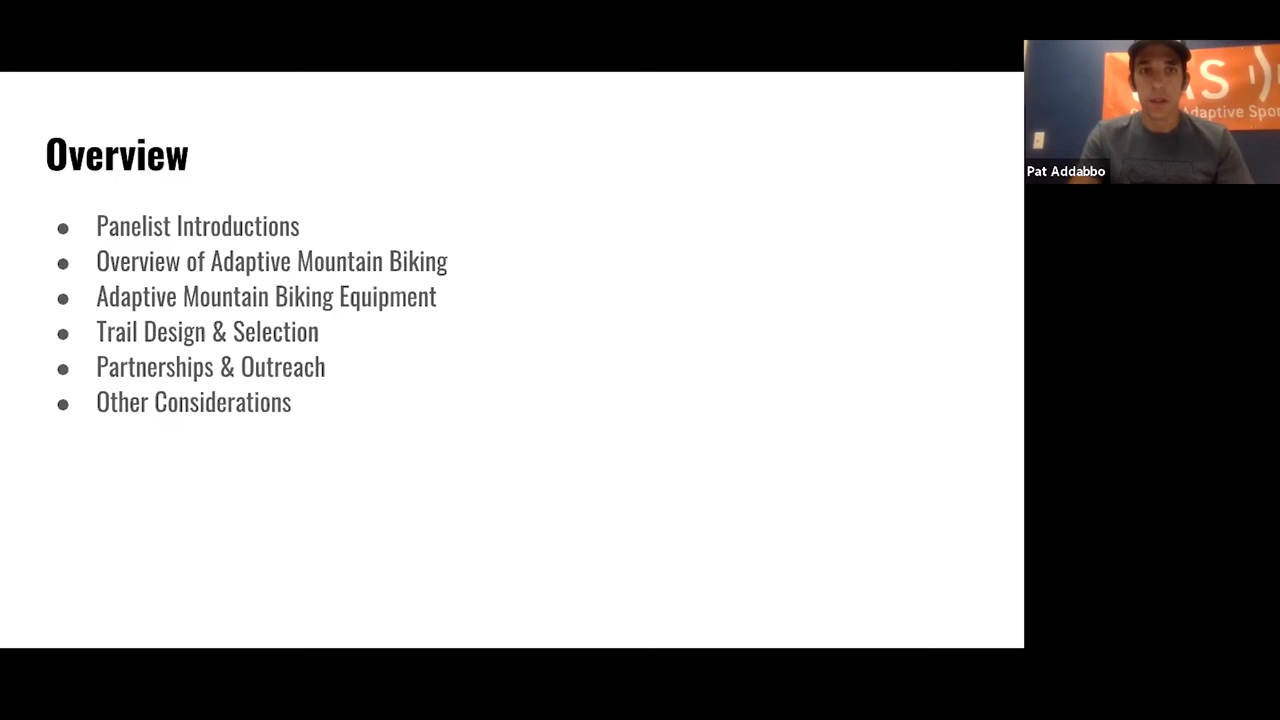 Overview
● Panelist Introductions
● Overview of Adaptive Mountain Biking
● Adaptive Mountain Biking Equipment
● Trail Design & Selection
● Partnerships & Outreach
● Other Considerations
AS
Adaptive Spor
Pat Addabbo